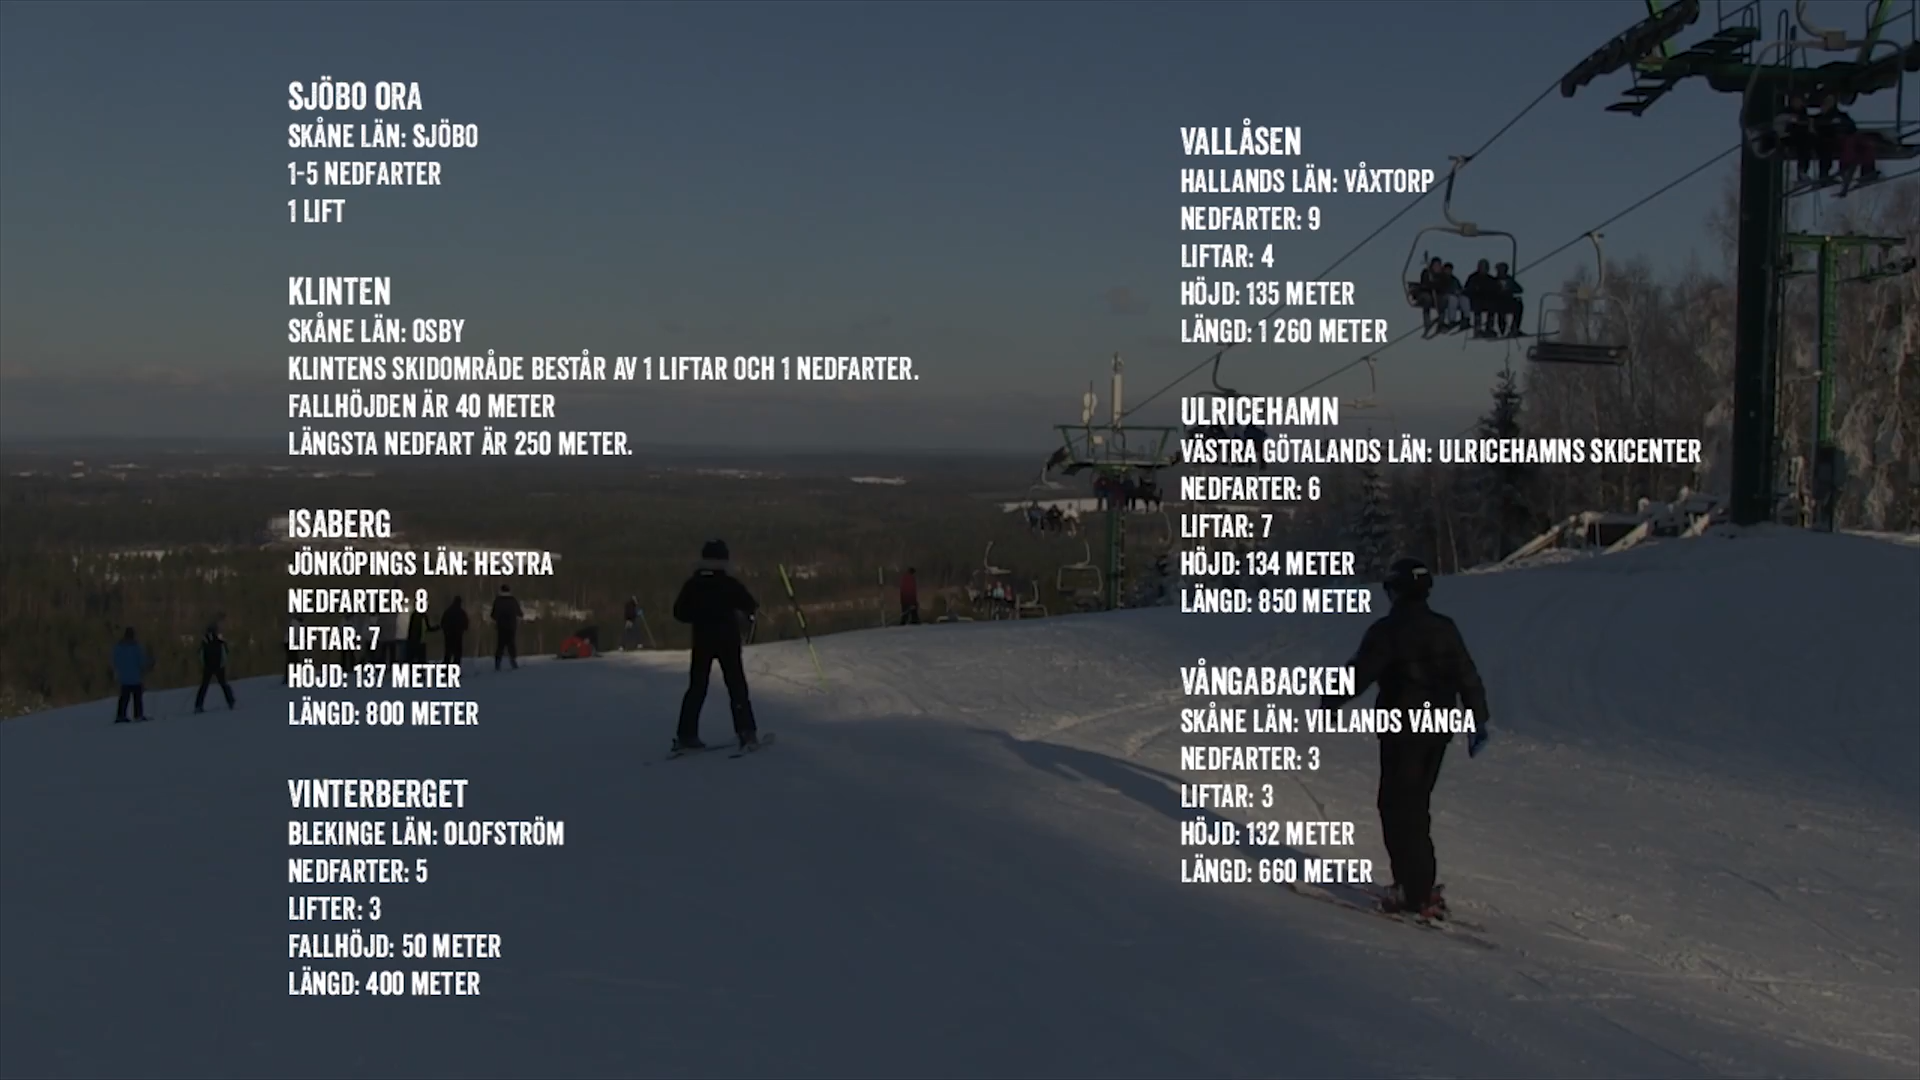 SJÖBO ORA
SKÅNE LÄN: SJÖBO
1-5 NEDFARTER
1 LIFT
KLINTEN
SKÅNE LÄN: OSBY
KLINTENS SKIDOMRÅDE BESTÅR AV 1 LIFTAR OCH 1 NEDFARTER.
FALLHÖJDEN ÄR 40 METER
LÄNGSTA NEDFART ÄR 250 METER.
ISABERG
JÖNKÖPINGS LÄN: HESTRA
NEDFARTER: 8
LIFTAR: 7
HÖJD: 137 METER
LÄNGD: 800 METER
VINTERBERGET
BLEKINGE LÄN: OLOFSTRÖM
NEDFARTER: 5
LIFTER: 3
FALLHÖJD: 50 METER
LÄNGD: 400 METER
VALLÅSEN
HALLANDS LÄN: VÅXTORP
NEDFARTER: 9
LIFTAR: 4
HÖJD: 135 METER
LÄNGD: 1 260 METER
ULRICEHAMN
VÄSTRA GÖTALANDS LÄN: ULRICEHAMNS SKICENTER
NEDFARTER: 6
LIFTAR: 7
HÖJD: 134 METER
LÄNGD: 850 METER
VÅNGABACKEN
SKÅNE LÄN: VILLANDS VÅNGA
NEDFARTER: 3
LIFTAR: 3
HÖJD: 132 METER
LÄNGD: 660 METER